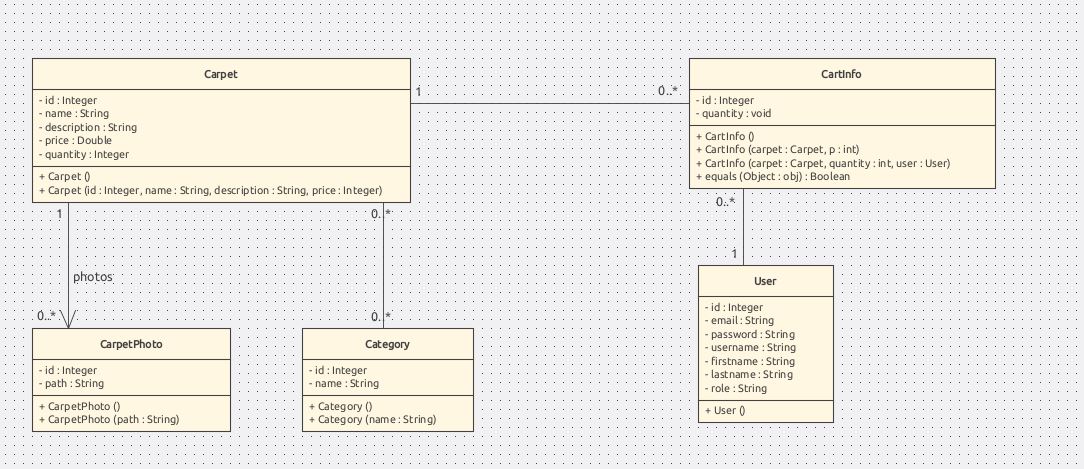 Carpet
- id : Integer
- name : String
- description : String
- price : Double
- quantity : Integer
+ Carpet ()
+ Carpet (id : Integer, name : String, description : String, price : Integer)
1
0..*
CartInfo
- id : Integer
- quantity : void
+ CartInfo ()
+ CartInfo (carpet : Carpet, p : int)
+ CartInfo (carpet : Carpet, quantity : int, user : User)
+ equals (Object : obj) : Boolean
1
0..*
photos
0..*
0..*
0..*
1
CarpetPhoto
- id : Integer
- path : String
+ CarpetPhoto ()
+ CarpetPhoto (path : String)
Category
- id : Integer
- name : String
+ Category ()
+ Category (name : String)
User
- id : Integer
- email : String
- password : String
- username : String
- firstname : String
- lastname : String
- role : String
+ User ()